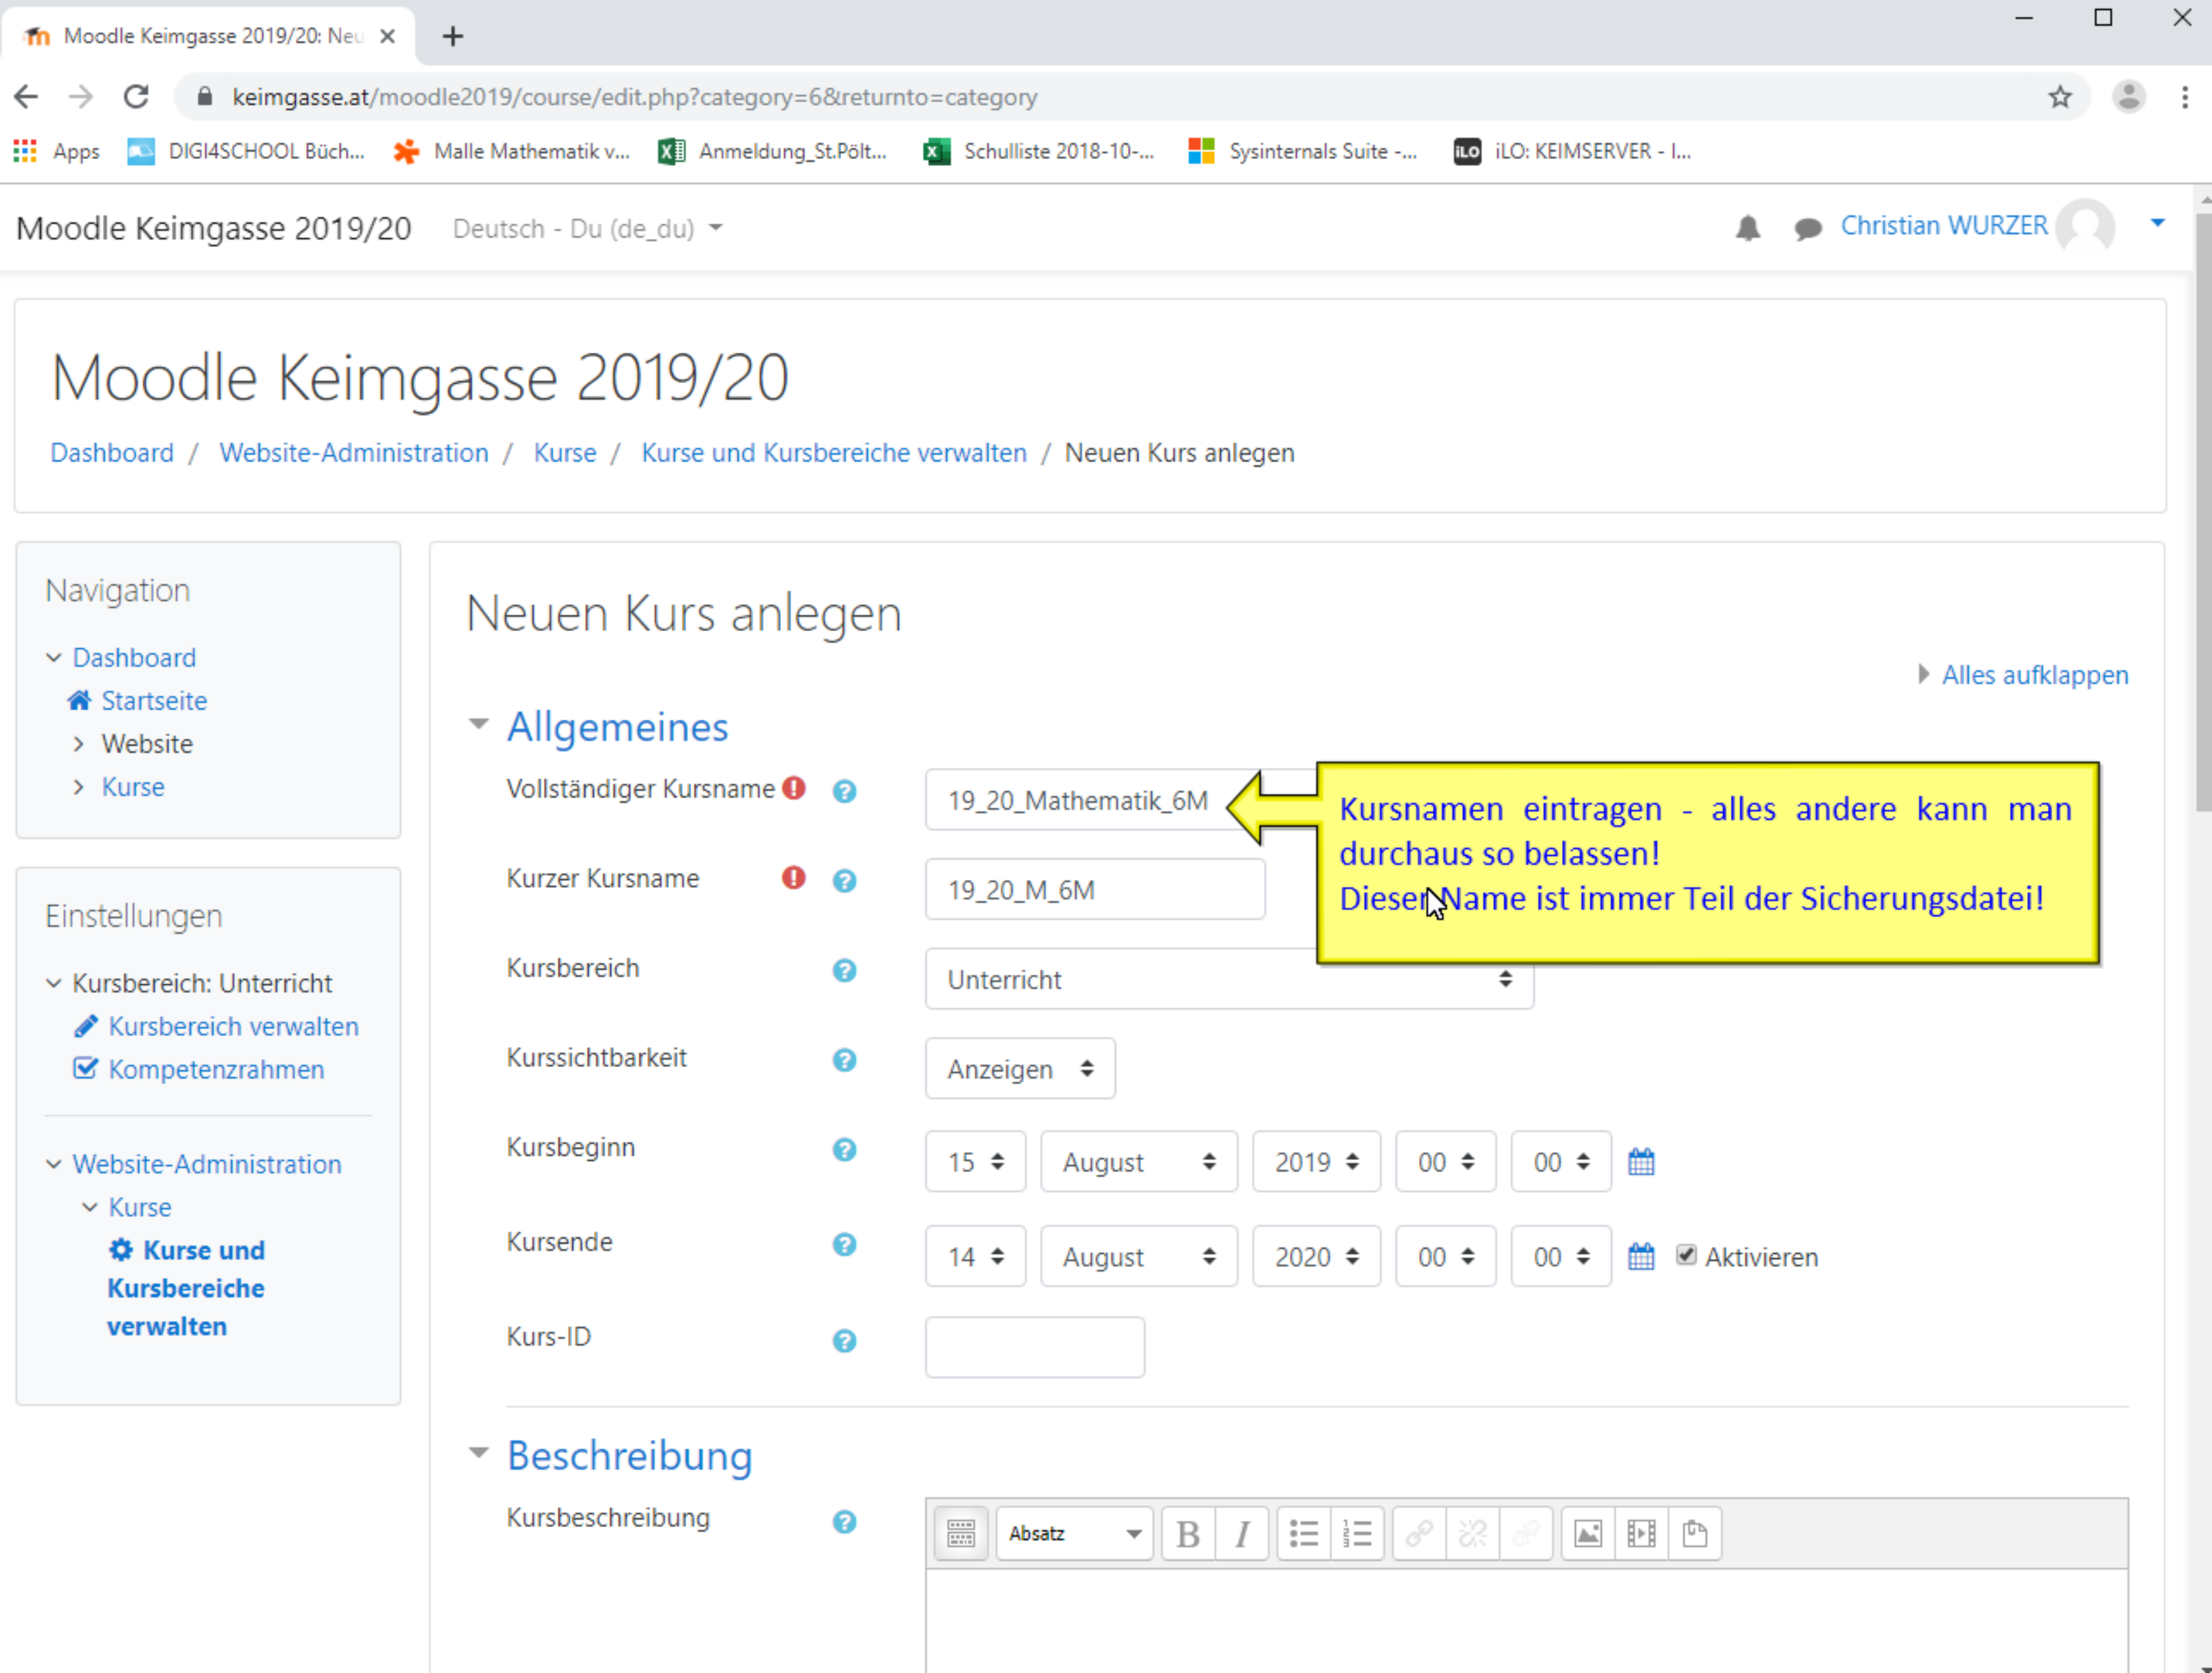 Moodle Keimgasse 2019/20: Neu
keimgasse.at/moodle2019/course/edit.php?category=6&returnto=category
Apps DIGI4SCHOOL Büch... Malle Mathematik v... Anmeldung_St.Pölt... Schulliste 2018-10-... Sysinternals Suite -... iLO iLO: KEIMSERVER - I...
Moodle Keimgasse 2019/20 Deutsch - Du (de_du) Christian WURZER
Moodle Keimgasse 2019/20
Dashboard / Website-Administration / Kurse / Kurse und Kursbereiche verwalten / Neuen Kurs anlegen
Navigation
Dashboard
Startseite
Website
Kurse
Einstellungen
Kursbereich: Unterricht
Kursbereich verwalten
Kompetenzrahmen
Website-Administration
Kurse
Kurse und
Kursbereiche
verwalten
Neuen Kurs anlegen
Alles aufklappen
Allgemeines
Vollständiger Kursname 19_20_Mathematik_6M
Kursnamen eintragen - alles andere kann man
durchaus so belassen!
Dieser Name ist immer Teil der Sicherungsdatei!
Kurzer Kursname 19_20_M_6M
Kursbereich Unterricht
Kurssichtbarkeit Anzeigen
Kursbeginn 15 August 2019 00 00
Kursende 14 August 2020 00 00 Aktivieren
Kurs-ID
Beschreibung
Kursbeschreibung Absatz B I